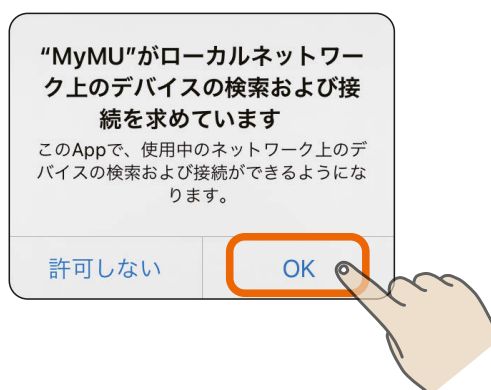 “MyMU”がローカルネットワー
ク上のデバイスの検索および接
続を求めています
このAppで、使用中のネットワーク上のデ
バイスの検索および接続ができるようにな
ります。
許可しない
OK